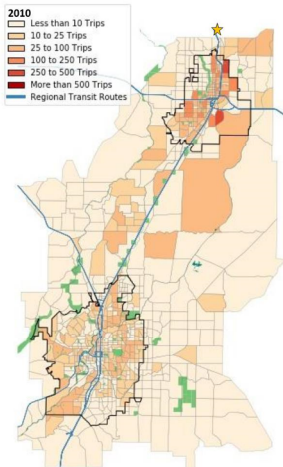 2010
Less than 10 Trips
10 to 25 Trips
25 to 100 Trips
100 to 250 Trips
250 to 500 Trips
More than 500 Trips
Regional Transit Routes